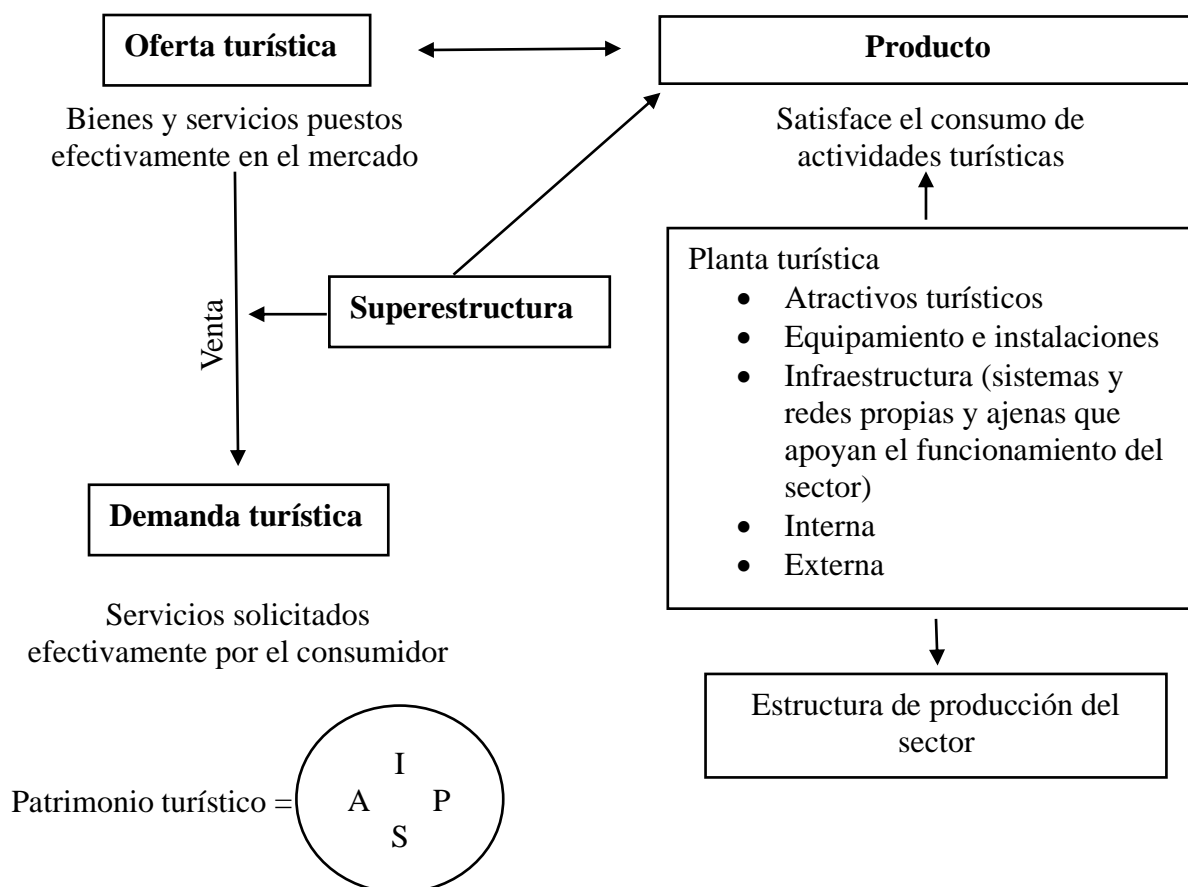 Oferta turística
Producto
Bienes y servicios puestos
efectivamente en el mercado
Satisface el consumo de
actividades turísticas
Venta
Superestructura
Planta turística
• Atractivos turísticos
• Equipamiento e instalaciones
• Infraestructura (sistemas y
redes propias y ajenas que
apoyan el funcionamiento del
sector)
• Interna
• Externa
Demanda turística
Servicios solicitados
efectivamente por el consumidor
Estructura de producción del
sector
Patrimonio turístico =
I
A P
S